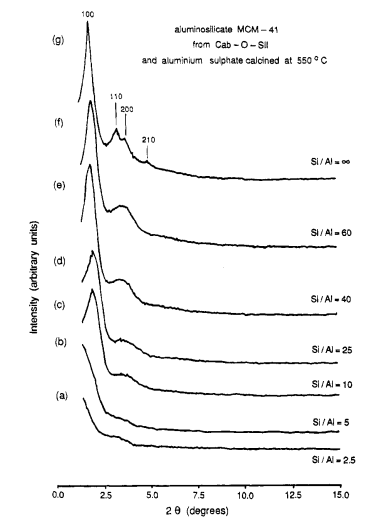 100
aluminosilicate MCM - 41
from Cab - O - Sil
and aluminium sulphate calcined at 550 °C
(g)
110
200
(f)
210
Si / Al = ∞
(e)
Si / Al = 60
(d)
Si / Al = 40
(c)
Si / Al = 25
(b)
Si / Al = 10
(a)
Si / Al = 5
Si / Al = 2.5
Intensity (arbitrary units)
0.0 2.5 5.0 7.5 10.0 12.5 15.0
2 θ (degrees)